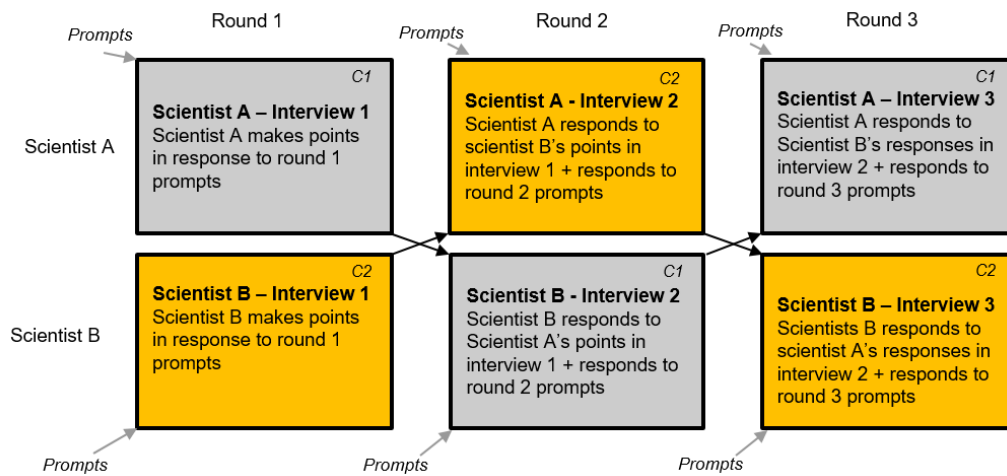 Round 1
Round 2
Round 3
Prompts
Prompts
Prompts
Scientist A
C1
Scientist A – Interview 1
Scientist A makes points
in response to round 1
prompts
C2
Scientist A - Interview 2
Scientist A responds to
scientist B's points in
interview 1 + responds to
round 2 prompts
C1
Scientist A – Interview 3
Scientist A responds to
Scientist B's responses in
interview 2 + responds to
round 3 prompts
Scientist B
C2
Scientist B – Interview 1
Scientist B makes points
in response to round 1
prompts
C1
Scientist B - Interview 2
Scientist B responds to
Scientist A's points in
interview 1 + responds to
round 2 prompts
C2
Scientist B – Interview 3
Scientists B responds to
scientist A's responses in
interview 2 + responds to
round 3 prompts
Prompts
Prompts
Prompts